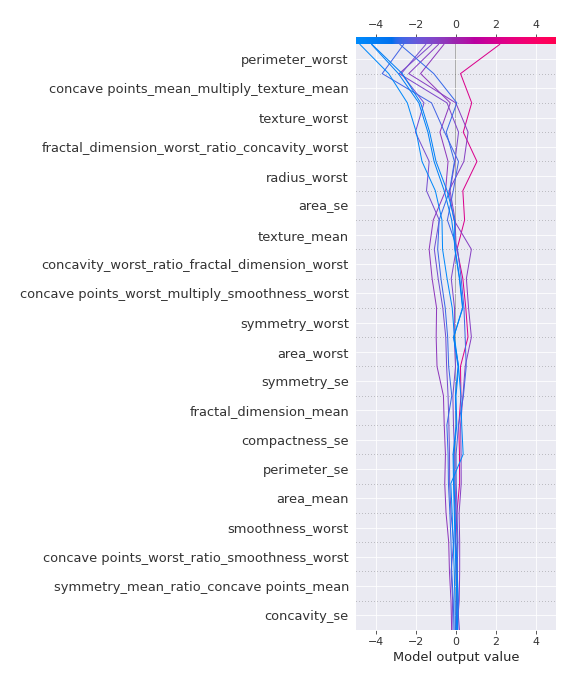 −4 −2 0 2 4
perimeter_worst
concave points_mean_multiply_texture_mean
texture_worst
fractal_dimension_worst_ratio_concavity_worst
radius_worst
area_se
texture_mean
concavity_worst_ratio_fractal_dimension_worst
concave points_worst_multiply_smoothness_worst
symmetry_worst
area_worst
symmetry_se
fractal_dimension_mean
compactness_se
perimeter_se
area_mean
smoothness_worst
concave points_worst_ratio_smoothness_worst
symmetry_mean_ratio_concave points_mean
concavity_se
−4 −2 0 2 4
Model output value